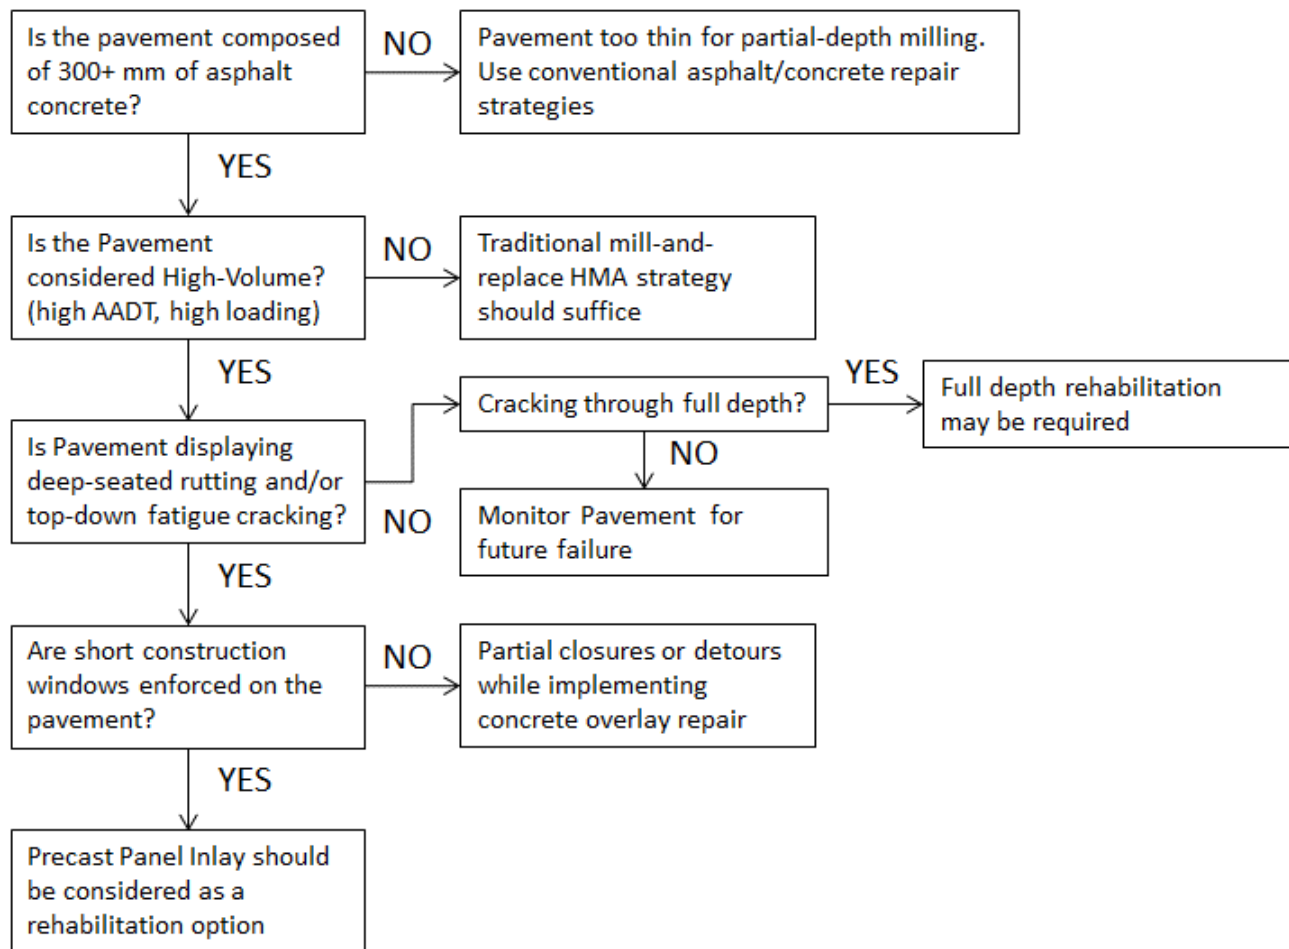 Is the pavement composed
of 300+ mm of asphalt
concrete?
NO
Pavement too thin for partial-depth milling.
Use conventional asphalt/concrete repair
strategies
YES
Is the Pavement
considered High-Volume?
(high AADT, high loading)
NO
Traditional mill-and-
replace HMA strategy
should suffice
YES
Is Pavement displaying
deep-seated rutting and/or
top-down fatigue cracking?
NO
Cracking through full depth?
YES
Full depth rehabilitation
may be required
NO
Monitor Pavement for
future failure
YES
Are short construction
windows enforced on the
pavement?
NO
Partial closures or detours
while implementing
concrete overlay repair
YES
Precast Panel Inlay should
be considered as a
rehabilitation option